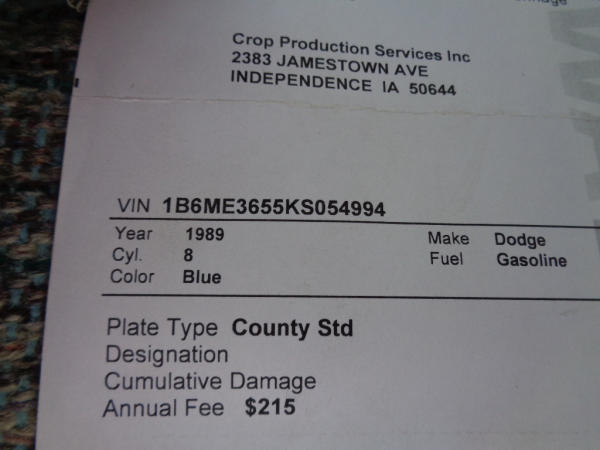 Crop Production Services Inc
2383 JAMESTOWN AVE
INDEPENDENCE IA 50644
VIN 1B6ME3655KS054994
Year 1989 Make Dodge
Cyl. 8 Fuel Gasoline
Color Blue
Plate Type County Std
Designation
Cumulative Damage
Annual Fee $215